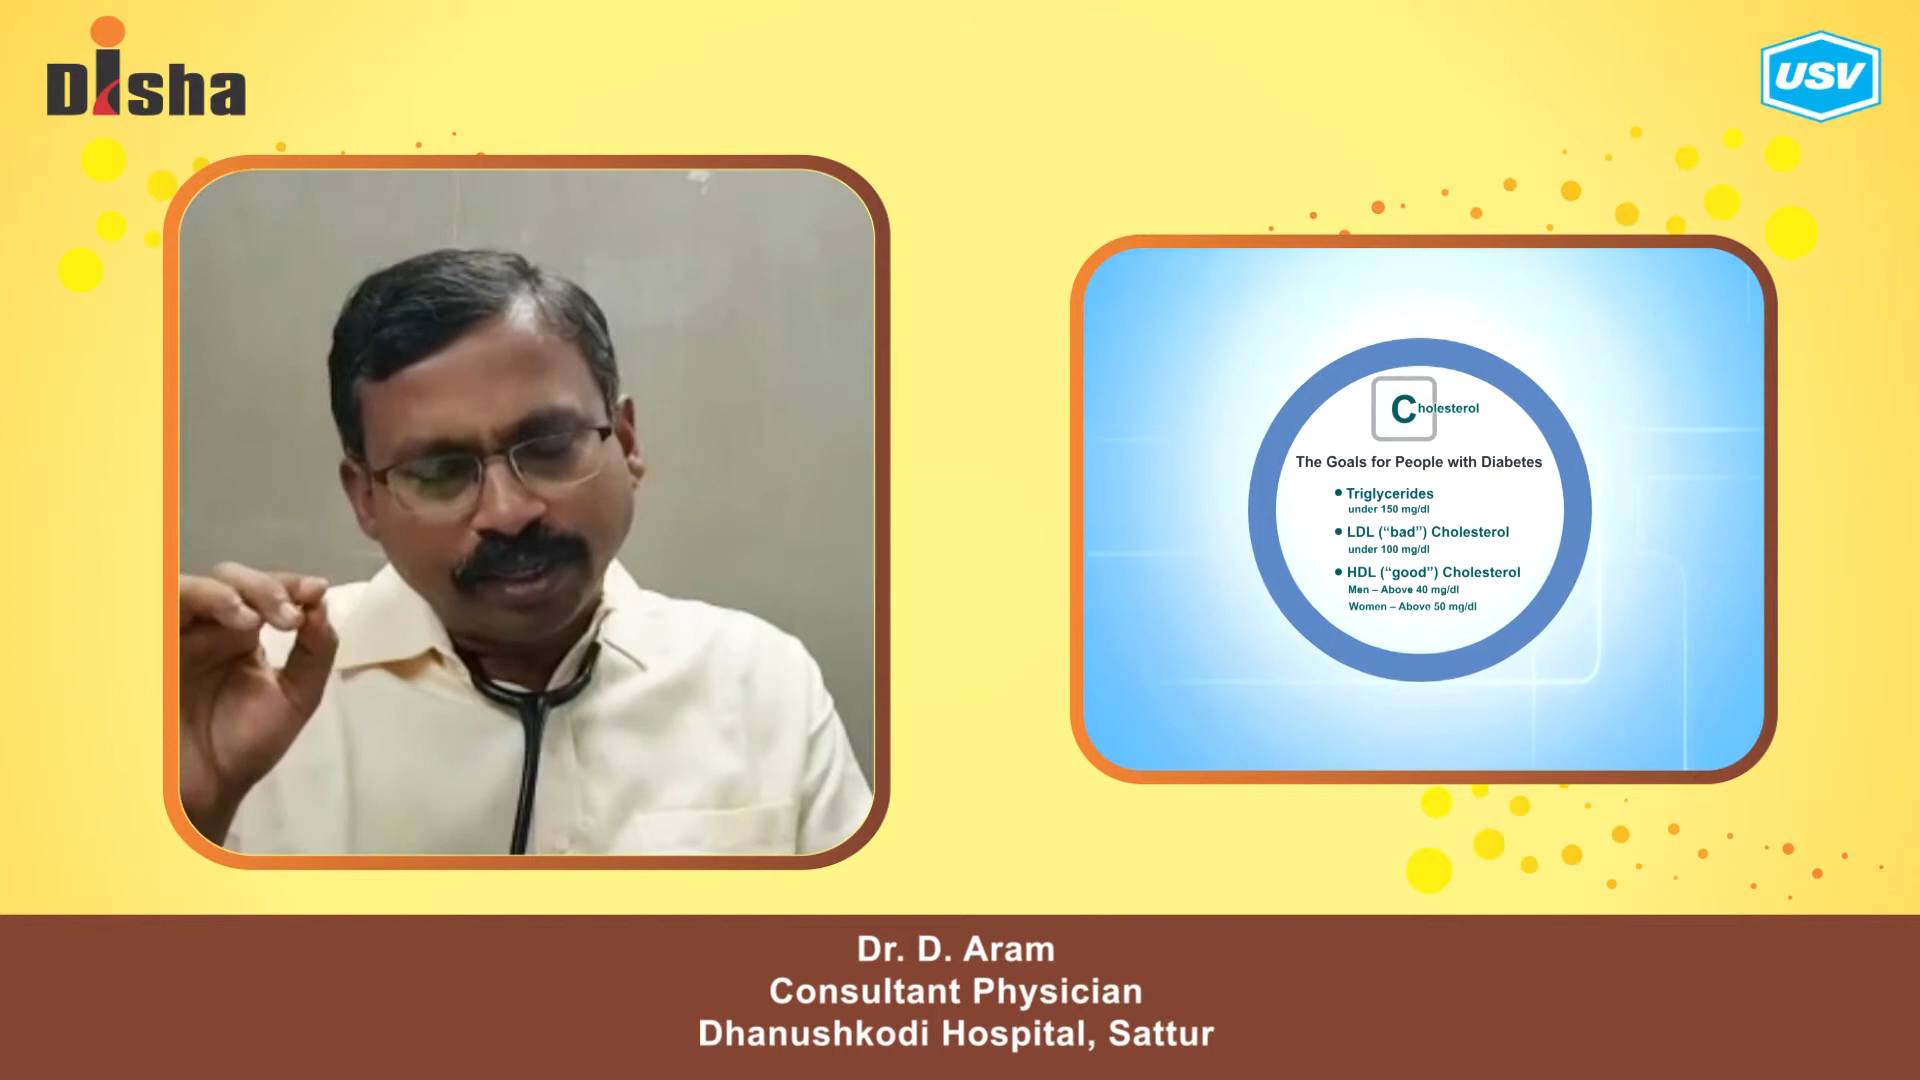 Disha
USV
Cholesterol
The Goals for People with Diabetes
• Triglycerides
under 150 mg/dl
• LDL (“bad”) Cholesterol
under 100 mg/dl
• HDL (“good”) Cholesterol
Men – Above 40 mg/dl
Women – Above 50 mg/dl
Dr. D. Aram
Consultant Physician
Dhanushkodi Hospital, Sattur